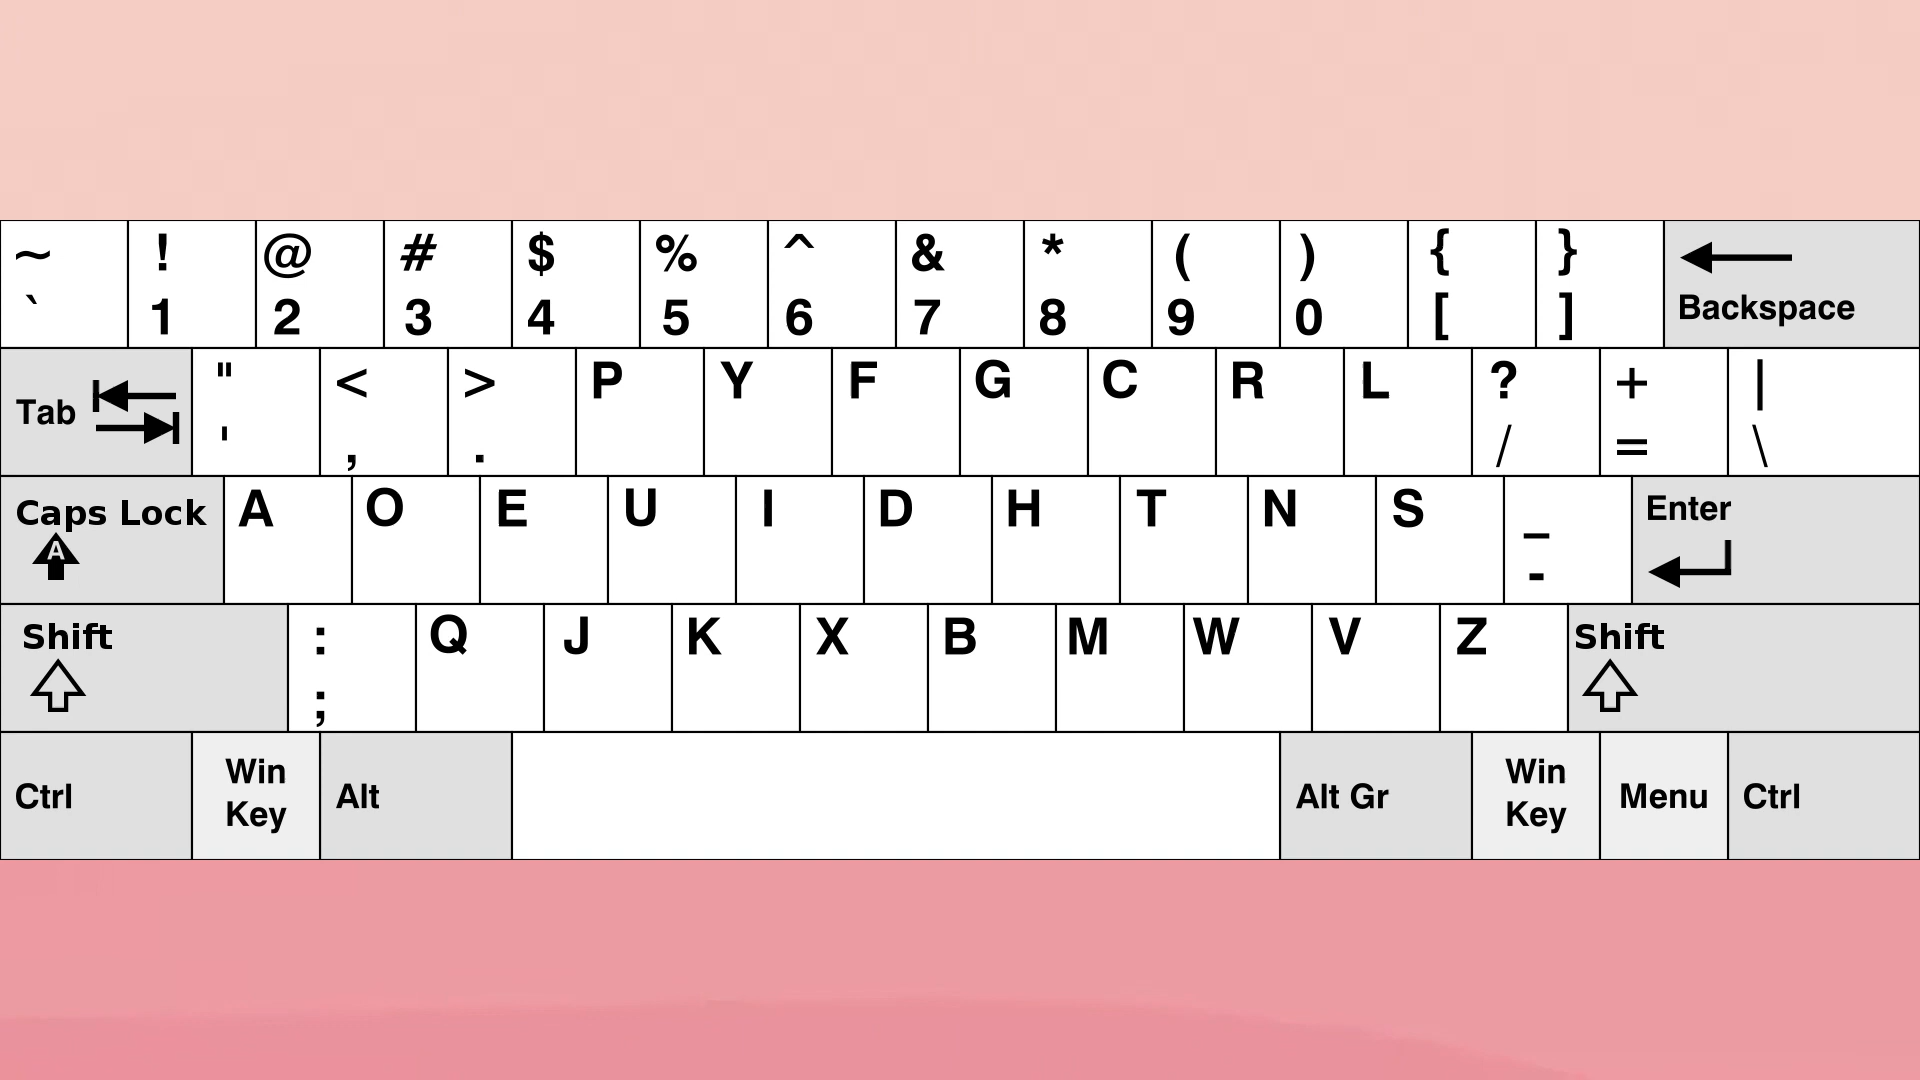 ~ ! @ # $ % ^ & * ( ) { }
` 1 2 3 4 5 6 7 8 9 0 [ ] Backspace
Tab " < > P Y F G C R L ? + |
' , . / = \
Caps Lock A O E U I D H T N S _ Enter
A -
Shift : Q J K X B M W V Z Shift
;
Ctrl Win Key Alt Alt Gr Win Key Menu Ctrl